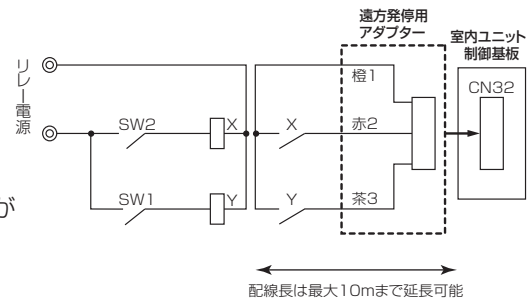 遠方発停用
アダプター
室内ユニット
制御基板
リレー電源
橙1
CN32
SW2
X
X
赤2
SW1
Y
Y
茶3
が
配線長は最大10mまで延長可能